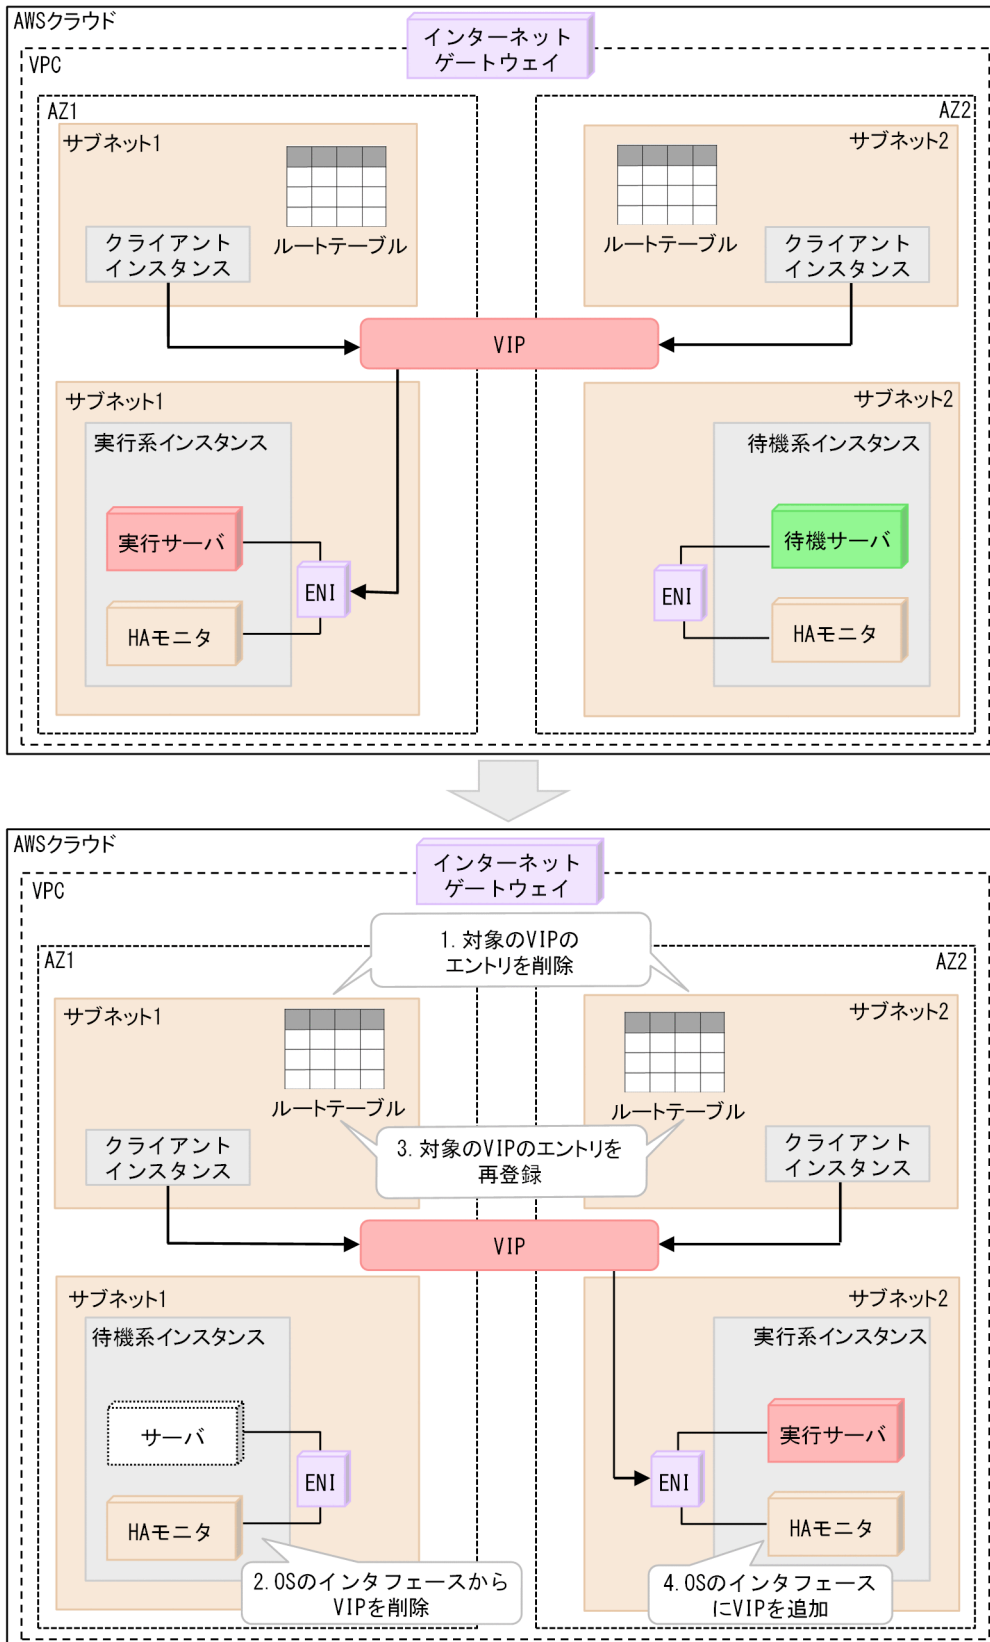 AWSクラウド
インターネット
ゲートウェイ
VPC
AZ1
AZ2
サブネット1
サブネット2
ルートテーブル
ルートテーブル
クライアント
インスタンス
クライアント
インスタンス
VIP
サブネット1
サブネット2
実行系インスタンス
待機系インスタンス
実行サーバ
待機サーバ
ENI
ENI
HAモニタ
HAモニタ
AWSクラウド
インターネット
ゲートウェイ
VPC
1. 対象のVIPの
エントリを削除
AZ1
AZ2
サブネット1
サブネット2
ルートテーブル
ルートテーブル
クライアント
インスタンス
3. 対象のVIPのエントリを
再登録
クライアント
インスタンス
VIP
サブネット1
サブネット2
待機系インスタンス
実行系インスタンス
サーバ
実行サーバ
ENI
ENI
HAモニタ
HAモニタ
2. OSのインタフェースから
VIPを削除
4. OSのインタフェース
にVIPを追加